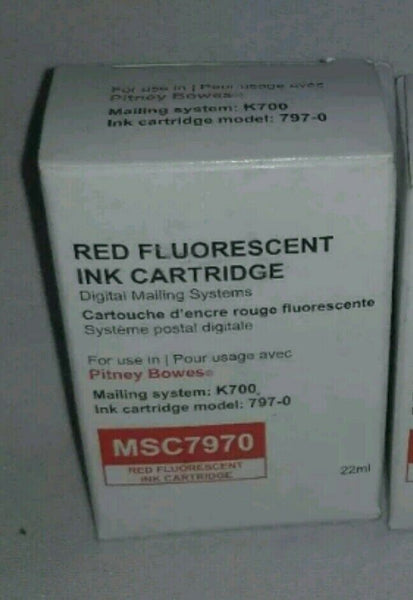 For use in | Pour usage avec
Pitney Bowes®
Mailing system: K700
Ink cartridge model: 797-0
RED FLUORESCENT
INK CARTRIDGE
Digital Mailing Systems
Cartouche d'encre rouge fluorescente
Système postal digitale
For use in | Pour usage avec
Pitney Bowes®
Mailing system: K700,
Ink cartridge model: 797-0
MSC7970
RED FLUORESCENT
INK CARTRIDGE
22ml